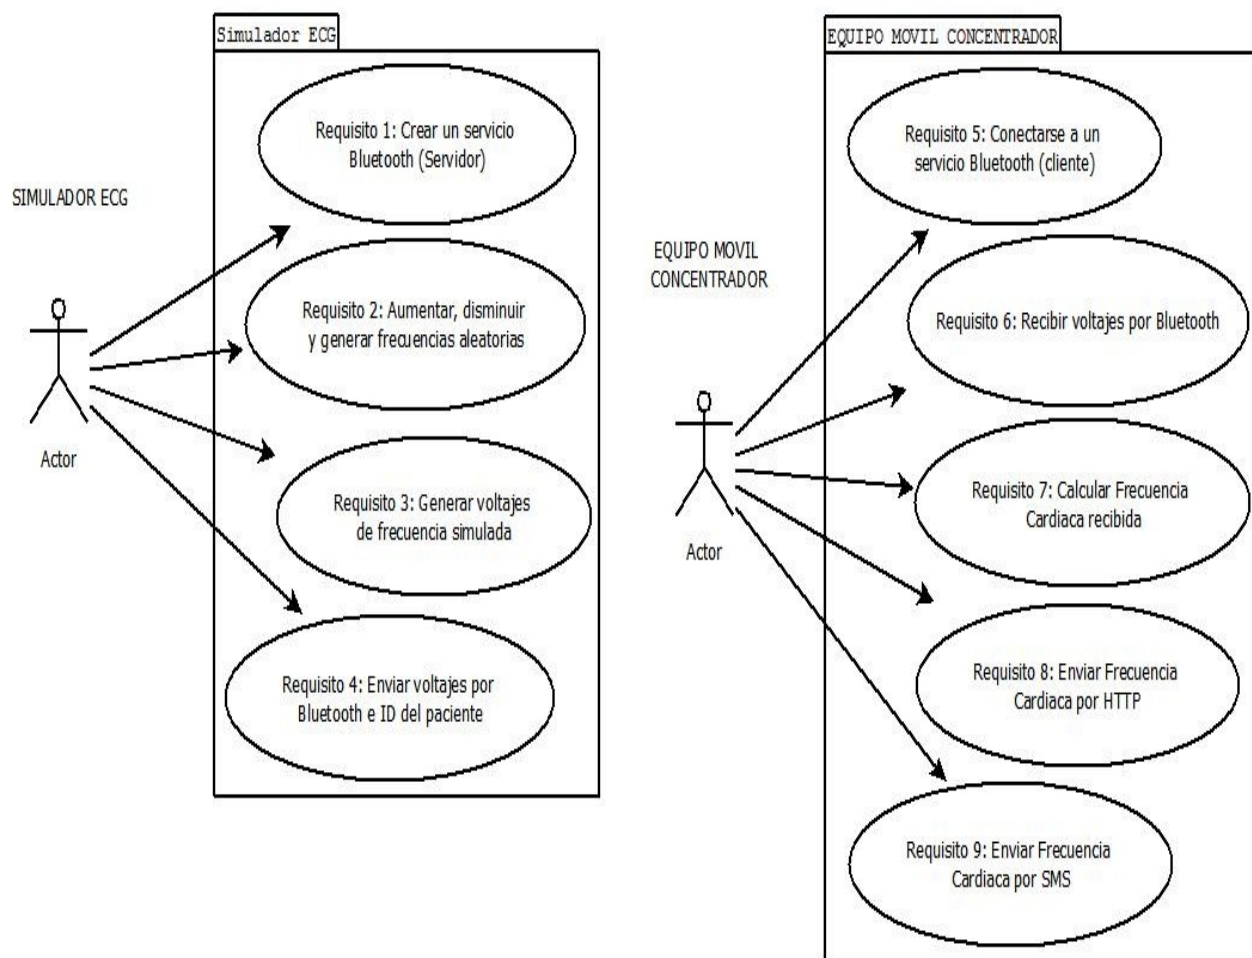 Simulador ECG
Requisito 1: Crear un servicio
Bluetooth (Servidor)
SIMULADOR ECG
Requisito 2: Aumentar, disminuir
y generar frecuencias aleatorias
Actor
Requisito 3: Generar voltajes
de frecuencia simulada
Requisito 4: Enviar voltajes por
Bluetooth e ID del paciente
EQUIPO MOVIL CONCENTRADOR
Requisito 5: Conectarse a un
servicio Bluetooth (cliente)
EQUIPO MOVIL
CONCENTRADOR
Requisito 6: Recibir voltajes por Bluetooth
Requisito 7: Calcular Frecuencia
Cardiaca recibida
Actor
Requisito 8: Enviar Frecuencia
Cardiaca por HTTP
Requisito 9: Enviar Frecuencia
Cardiaca por SMS